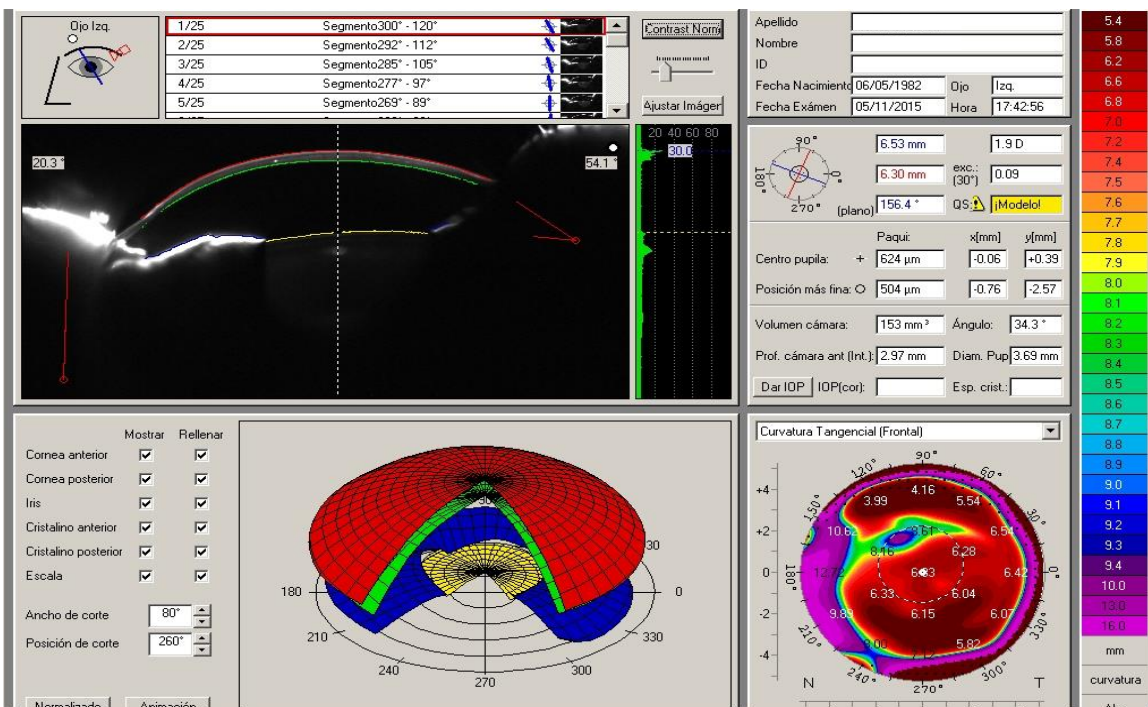 Ojo Izq.
1/25 Segmento300° - 120°
2/25 Segmento292° - 112°
3/25 Segmento285° - 105°
4/25 Segmento277° - 97°
5/25 Segmento269° - 89°
Contrast Norm
Ajustar Imáger
Apellido
Nombre
ID
Fecha Nacimiento 06/05/1982 Ojo Izq.
Fecha Exámen 05/11/2015 Hora 17:42:56
20.3 °
54.1 °
20 40 60 80
30.0
90°
180°
0°
270°
(plano)
6.53 mm 1.9 D
6.30 mm exc.: (30°) 0.09
156.4 ° QS: ¡Modelo!
Paqui: x[mm] y[mm]
Centro pupila: + 624 µm -0.06 +0.39
Posición más fina: O 504 µm -0.76 -2.57
Volumen cámara: 153 mm³ Ángulo: 34.3 °
Prof. cámara ant (Int.): 2.97 mm Diam. Pup 3.69 mm
Dar IOP IOP(cor): Esp. crist.:
Mostrar Rellenar
Cornea anterior
Cornea posterior
Iris
Cristalino anterior
Cristalino posterior
Escala
Ancho de corte 80°
Posición de corte 260°
Normalizado Animación
30
180
0
210
330
240
300
270
Curvatura Tangencial (Frontal)
90°
120° 60°
150° 30°
180° 0°
210° 330°
240° 300°
270°
+4
+2
0
-2
-4
4.16
3.99 5.54
10.62 8.61 6.54
8.16 6.28
12.72 6.83 6.42
6.33 6.04
9.89 6.15 6.07
5.82
N T
5.4
5.8
6.2
6.6
6.8
7.0
7.2
7.4
7.5
7.6
7.7
7.8
7.9
8.0
8.1
8.2
8.3
8.4
8.5
8.6
8.7
8.8
8.9
9.0
9.1
9.2
9.3
9.4
10.0
13.0
16.0
mm
curvatura